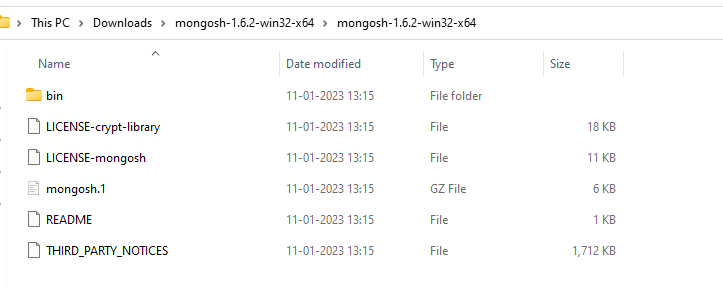 This PC > Downloads > mongosh-1.6.2-win32-x64 > mongosh-1.6.2-win32-x64
Name Date modified Type Size
bin 11-01-2023 13:15 File folder
LICENSE-crypt-library 11-01-2023 13:15 File 18 KB
LICENSE-mongosh 11-01-2023 13:15 File 11 KB
mongosh.1 11-01-2023 13:15 GZ File 6 KB
README 11-01-2023 13:15 File 1 KB
THIRD_PARTY_NOTICES 11-01-2023 13:15 File 1,712 KB